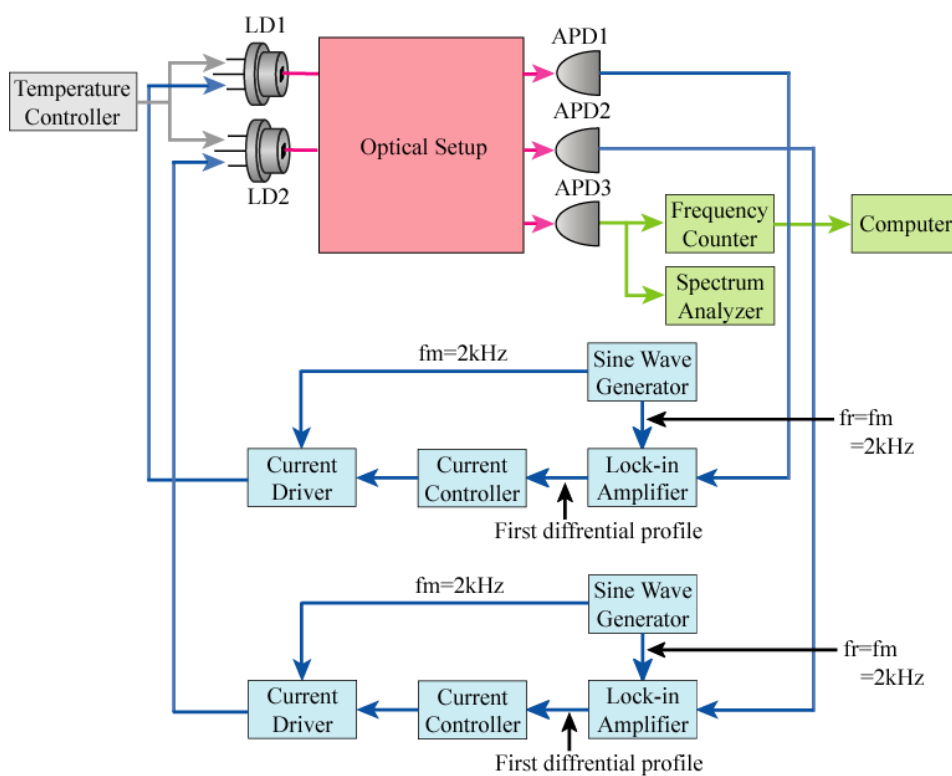 LD1
APD1
Temperature
Controller
APD2
Optical Setup
LD2
APD3
Frequency
Counter
Computer
Spectrum
Analyzer
fm=2kHz
Sine Wave
Generator
fr=fm
=2kHz
Current
Driver
Current
Controller
Lock-in
Amplifier
First diffrential profile
fm=2kHz
Sine Wave
Generator
fr=fm
=2kHz
Current
Driver
Current
Controller
Lock-in
Amplifier
First diffrential profile